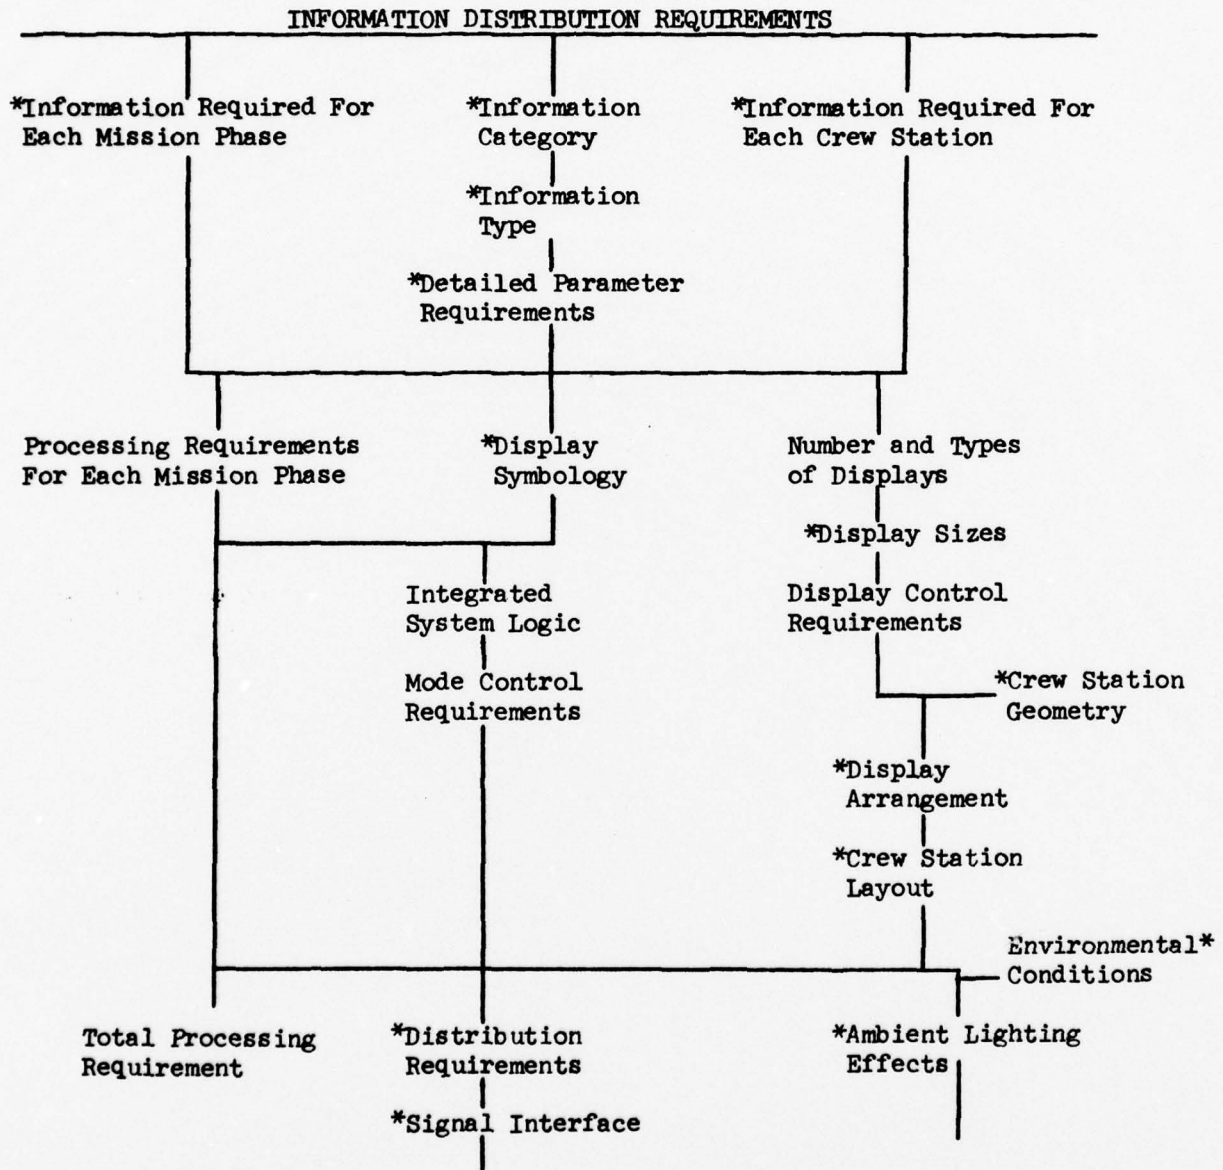 INFORMATION DISTRIBUTION REQUIREMENTS
*Information Required For
Each Mission Phase
*Information
Category
*Information Required For
Each Crew Station
*Information
Type
*Detailed Parameter
Requirements
Processing Requirements
For Each Mission Phase
*Display
Symbology
Number and Types
of Displays
*Display Sizes
Integrated
System Logic
Display Control
Requirements
Mode Control
Requirements
*Crew Station
Geometry
*Display
Arrangement
*Crew Station
Layout
Environmental*
Conditions
Total Processing
Requirement
*Distribution
Requirements
*Ambient Lighting
Effects
*Signal Interface